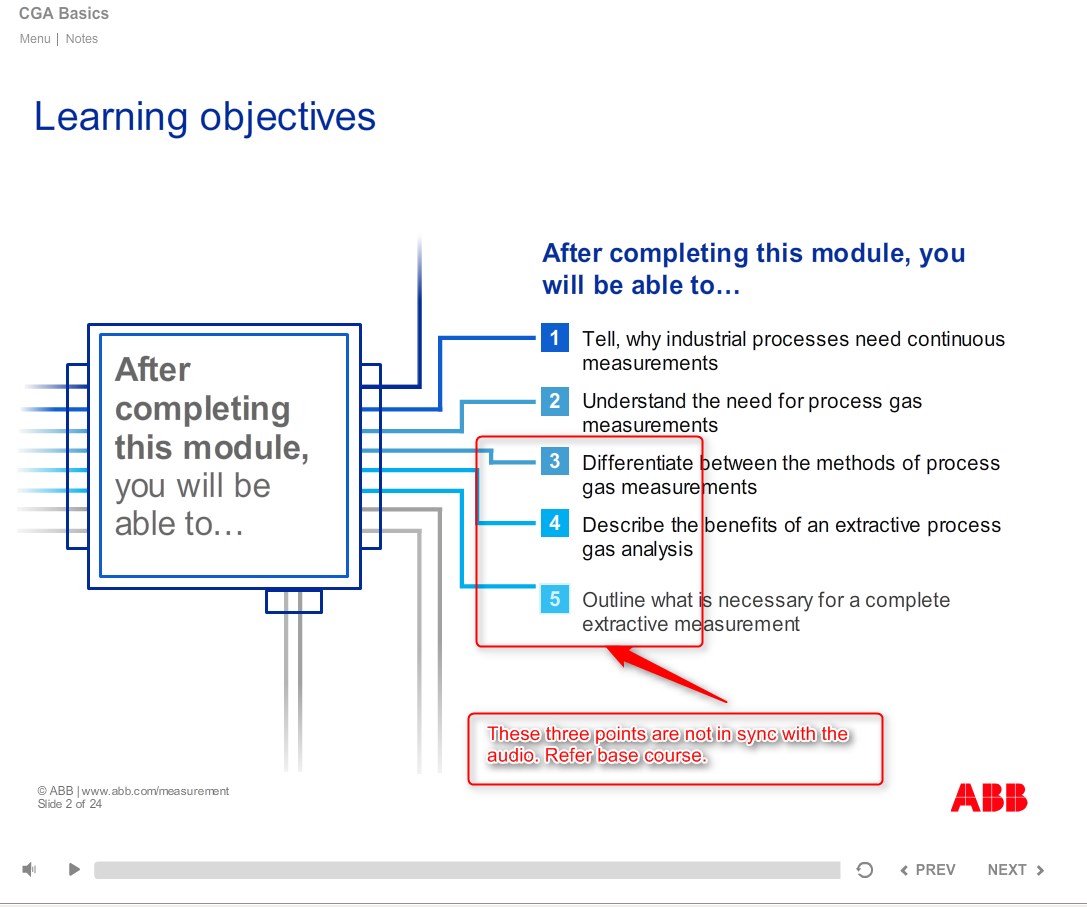 CGA Basics
Menu | Notes
Learning objectives
After completing this module, you
will be able to…
After
completing
this module,
you will be
able to…
1 Tell, why industrial processes need continuous
measurements
2 Understand the need for process gas
measurements
3 Differentiate between the methods of process
gas measurements
4 Describe the benefits of an extractive process
gas analysis
5 Outline what is necessary for a complete
extractive measurement
These three points are not in sync with the
audio. Refer base course.
© ABB | www.abb.com/measurement
Slide 2 of 24
ABB
PREV
NEXT